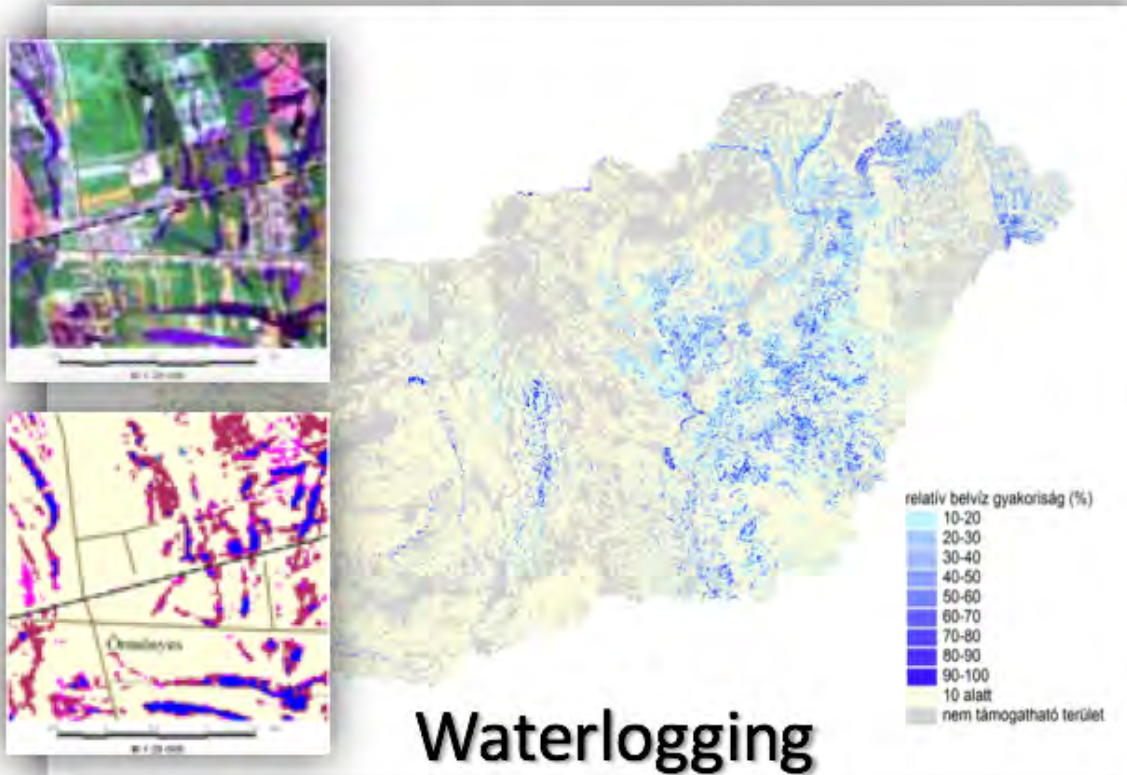 relatív belvíz gyakoriság (%)
10-20
20-30
30-40
40-50
50-60
60-70
70-80
80-90
90-100
10 alatt
nem támogatható terület
Örményes
Waterlogging